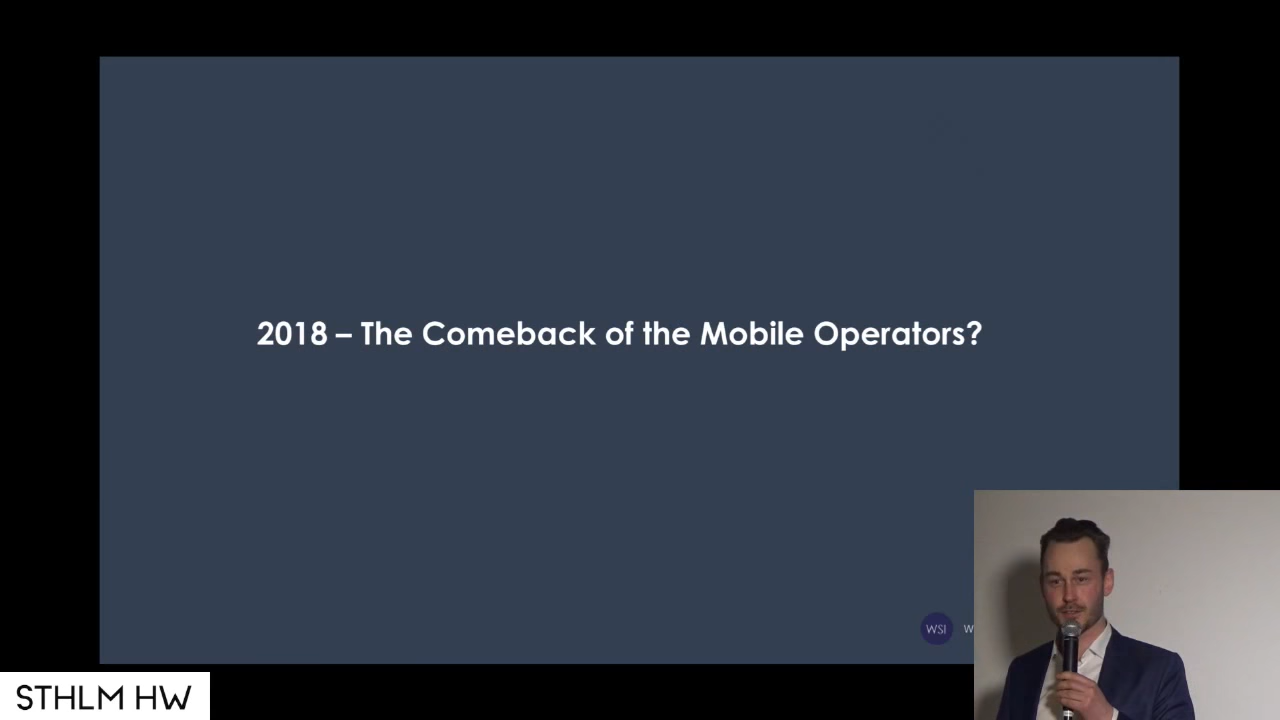 2018 – The Comeback of the Mobile Operators?
WSI W
STHLM HW